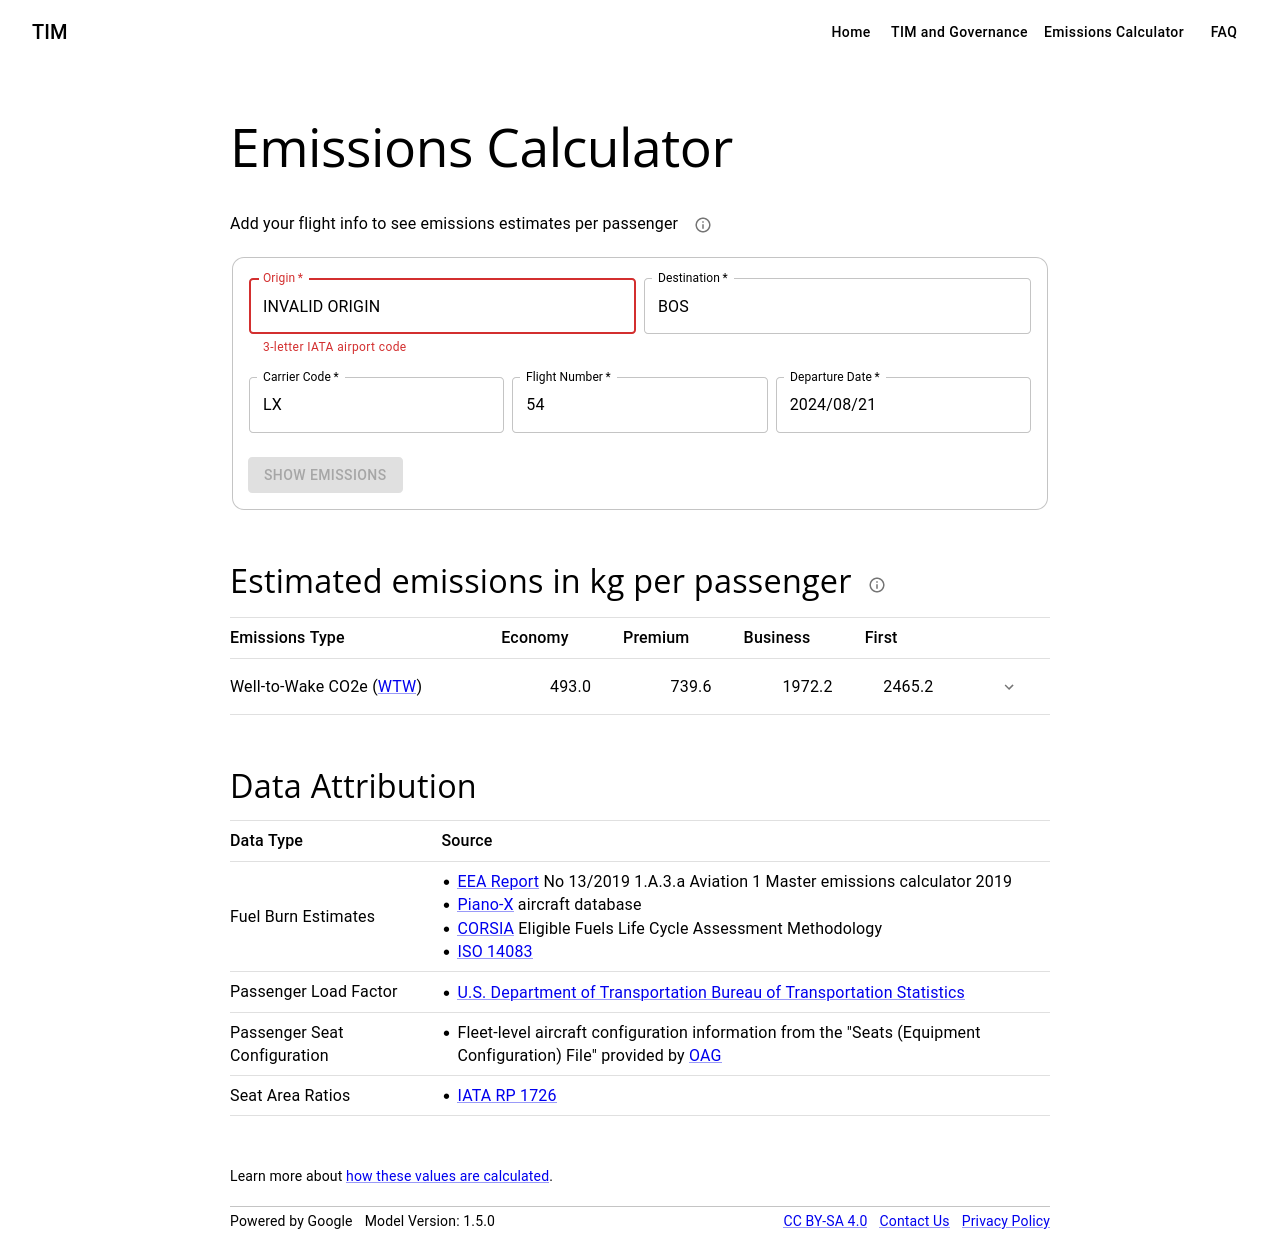 TIM
Home TIM and Governance Emissions Calculator FAQ
Emissions Calculator
Add your flight info to see emissions estimates per passenger
Origin *
INVALID ORIGIN
3-letter IATA airport code
Destination *
BOS
Carrier Code *
LX
Flight Number *
54
Departure Date *
2024/08/21
SHOW EMISSIONS
Estimated emissions in kg per passenger
Emissions Type Economy Premium Business First
Well-to-Wake CO2e (WTW) 493.0 739.6 1972.2 2465.2
Data Attribution
Data Type Source
Fuel Burn Estimates
• EEA Report No 13/2019 1.A.3.a Aviation 1 Master emissions calculator 2019
• Piano-X aircraft database
• CORSIA Eligible Fuels Life Cycle Assessment Methodology
• ISO 14083
Passenger Load Factor
• U.S. Department of Transportation Bureau of Transportation Statistics
Passenger Seat
Configuration
• Fleet-level aircraft configuration information from the "Seats (Equipment
Configuration) File" provided by OAG
Seat Area Ratios
• IATA RP 1726
Learn more about how these values are calculated.
Powered by Google Model Version: 1.5.0 CC BY-SA 4.0 Contact Us Privacy Policy